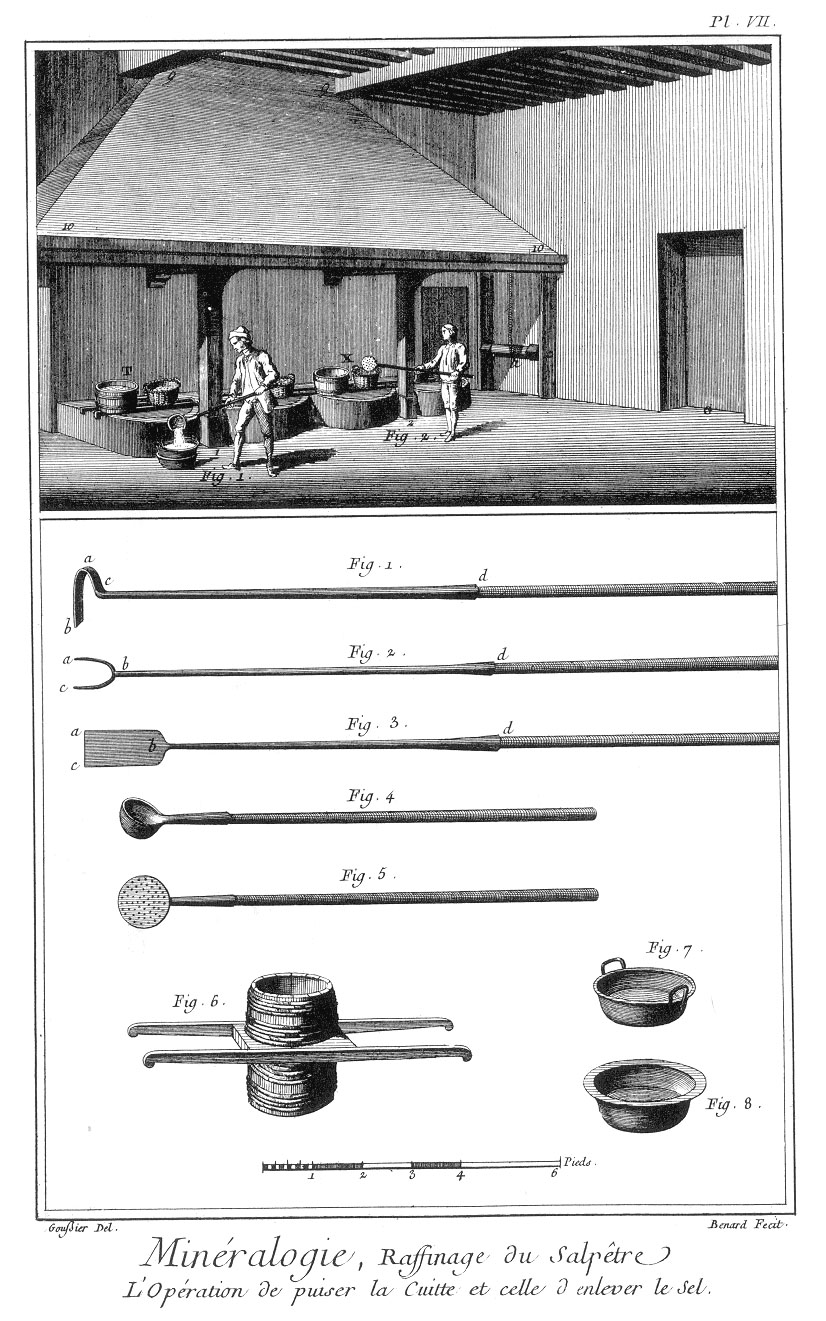 Pl. VII.
9 9
10 10
T X
8
1 2
Fig. 1. Fig. 2.
Fig. 1.
a c d
b
Fig. 2.
a b d
c
Fig. 3.
a b d
c
Fig. 4
Fig. 5.
Fig. 6.
Fig. 7.
Fig. 8.
1 2 3 4 6 Pieds.
Goußier Del. Benard Fecit.
Minéralogie, Raffinage du Salpêtre
L'Opération de puiser la Cuitte et celle d enlever le Sel.